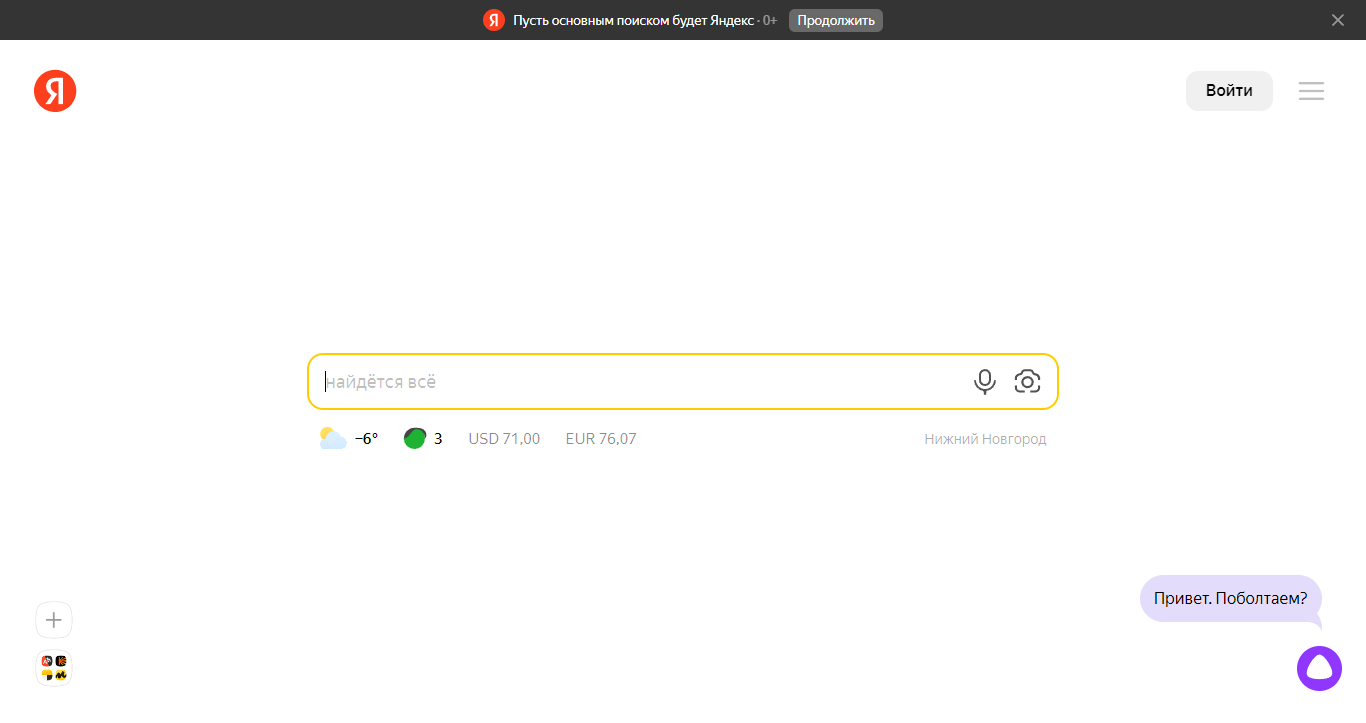 Я Пусть основным поиском будет Яндекс · 0+ Продолжить
Я
Войти
найдётся всё
−6° 3 USD 71,00 EUR 76,07 Нижний Новгород
Привет. Поболтаем?